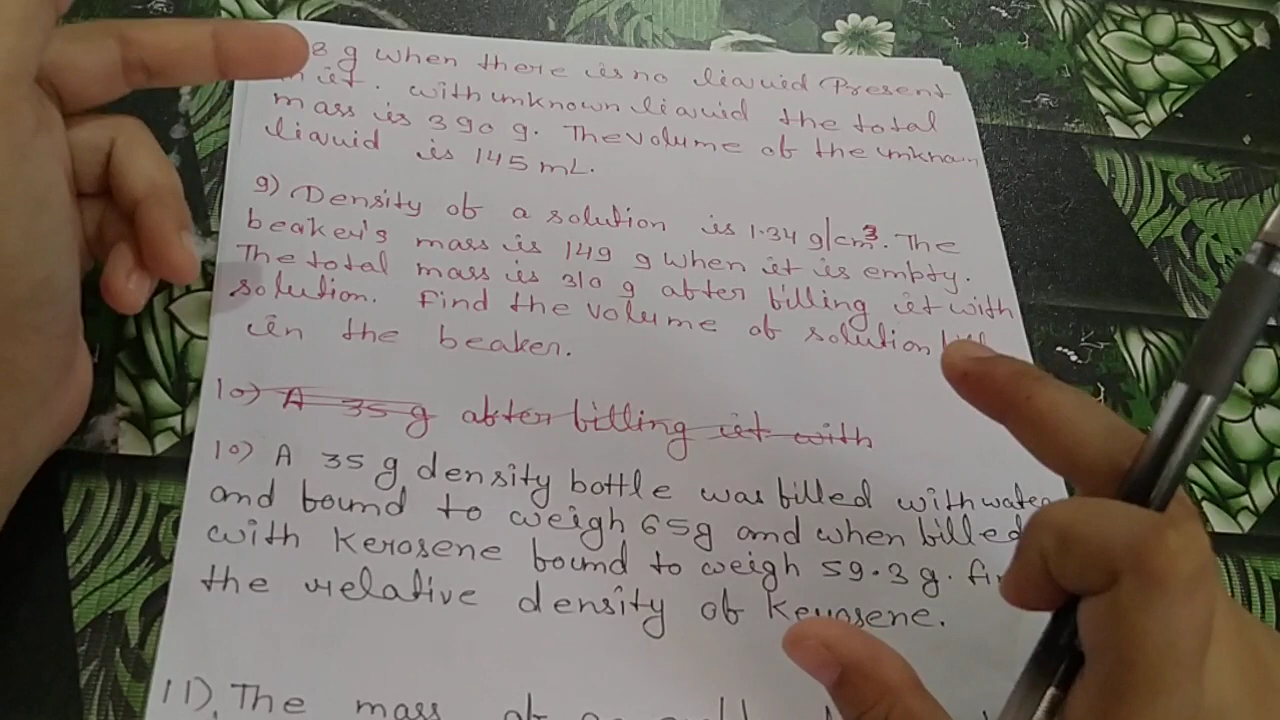 8 g when there is no liquid Present
in it. with unknown liquid the total
mass is 390 g. The volume of the unknown
liquid is 145 mL.
9) Density of a solution is 1.34 g/cm³. The
beaker's mass is 149 g when it is empty.
The total mass is 310 g after filling it with
solution. Find the volume of solution
in the beaker.
10) A 35 g after filling it with
10) A 35 g density bottle was filled with water
and found to weigh 65g and when filled
with Kerosene found to weigh 59.3 g.
the relative density of Kerosene.
11) The mass of